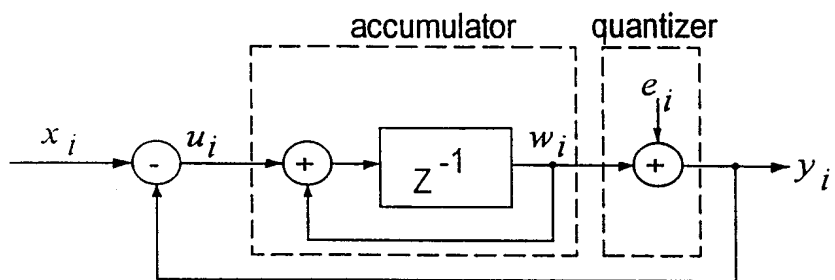 accumulator quantizer
e_i
x_i u_i w_i
- + Z^-1 + y_i